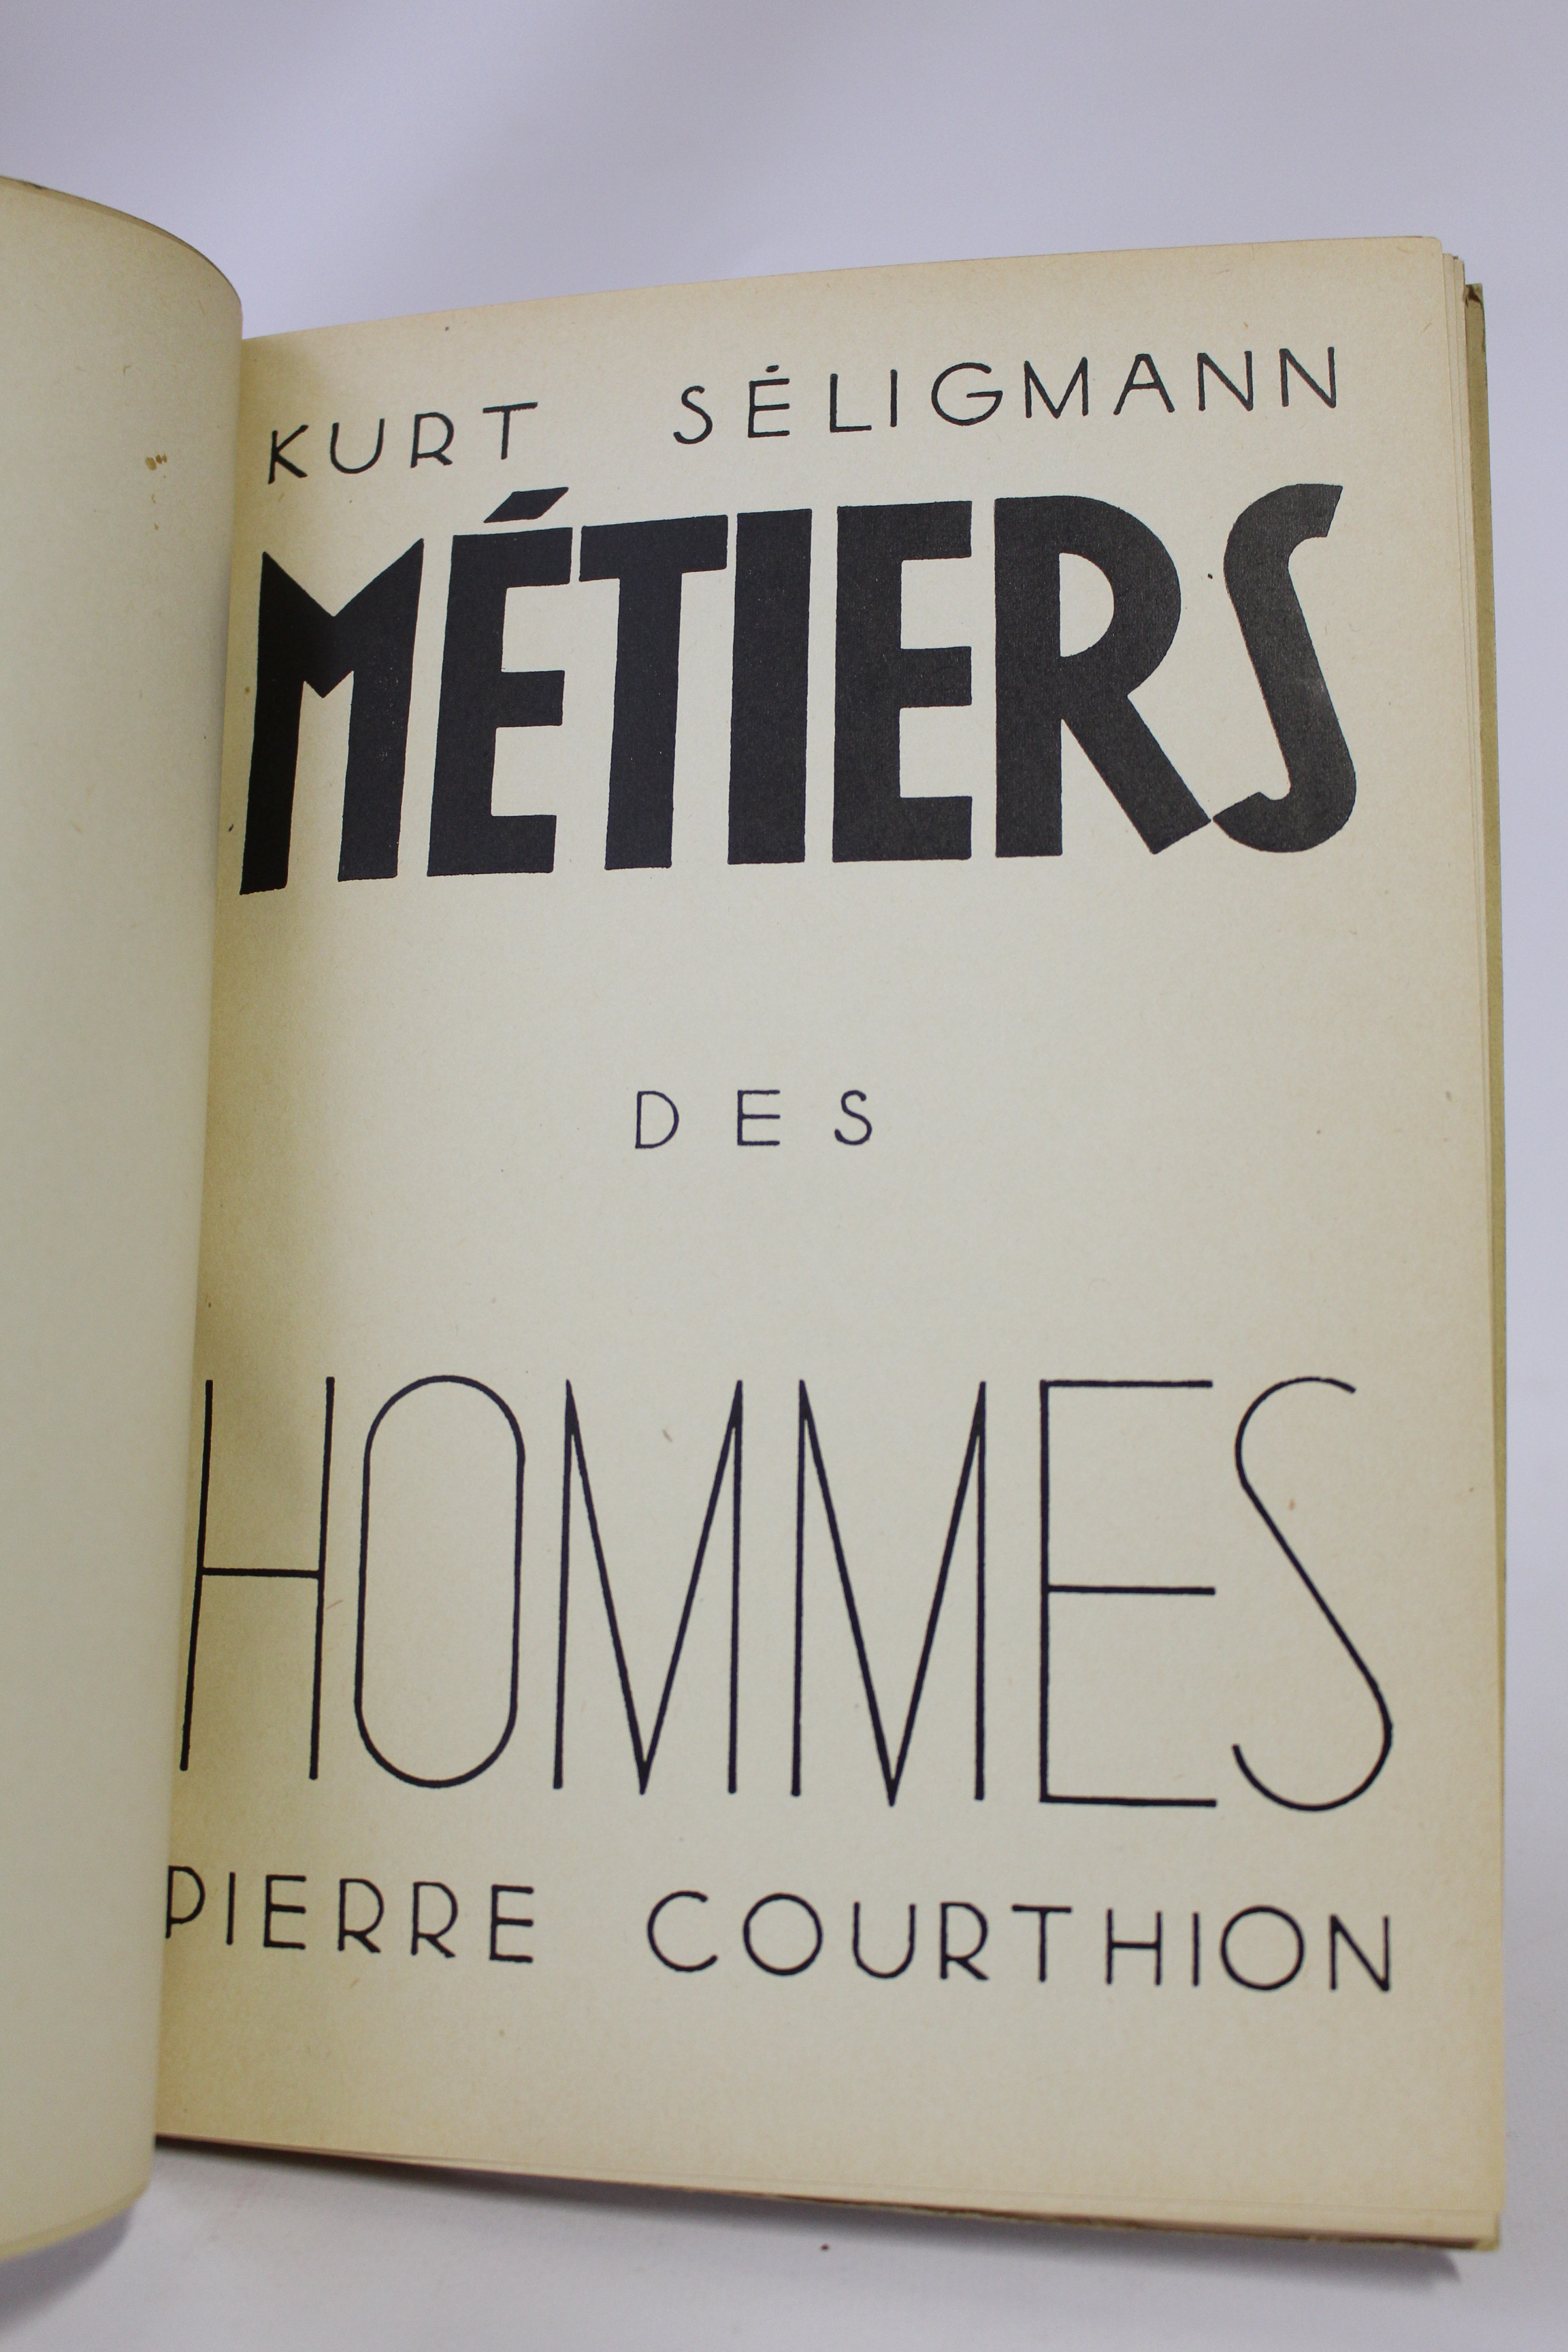 KURT SÉLIGMANN
MÉTIERS
DES
HOMMES
PIERRE COURTHION